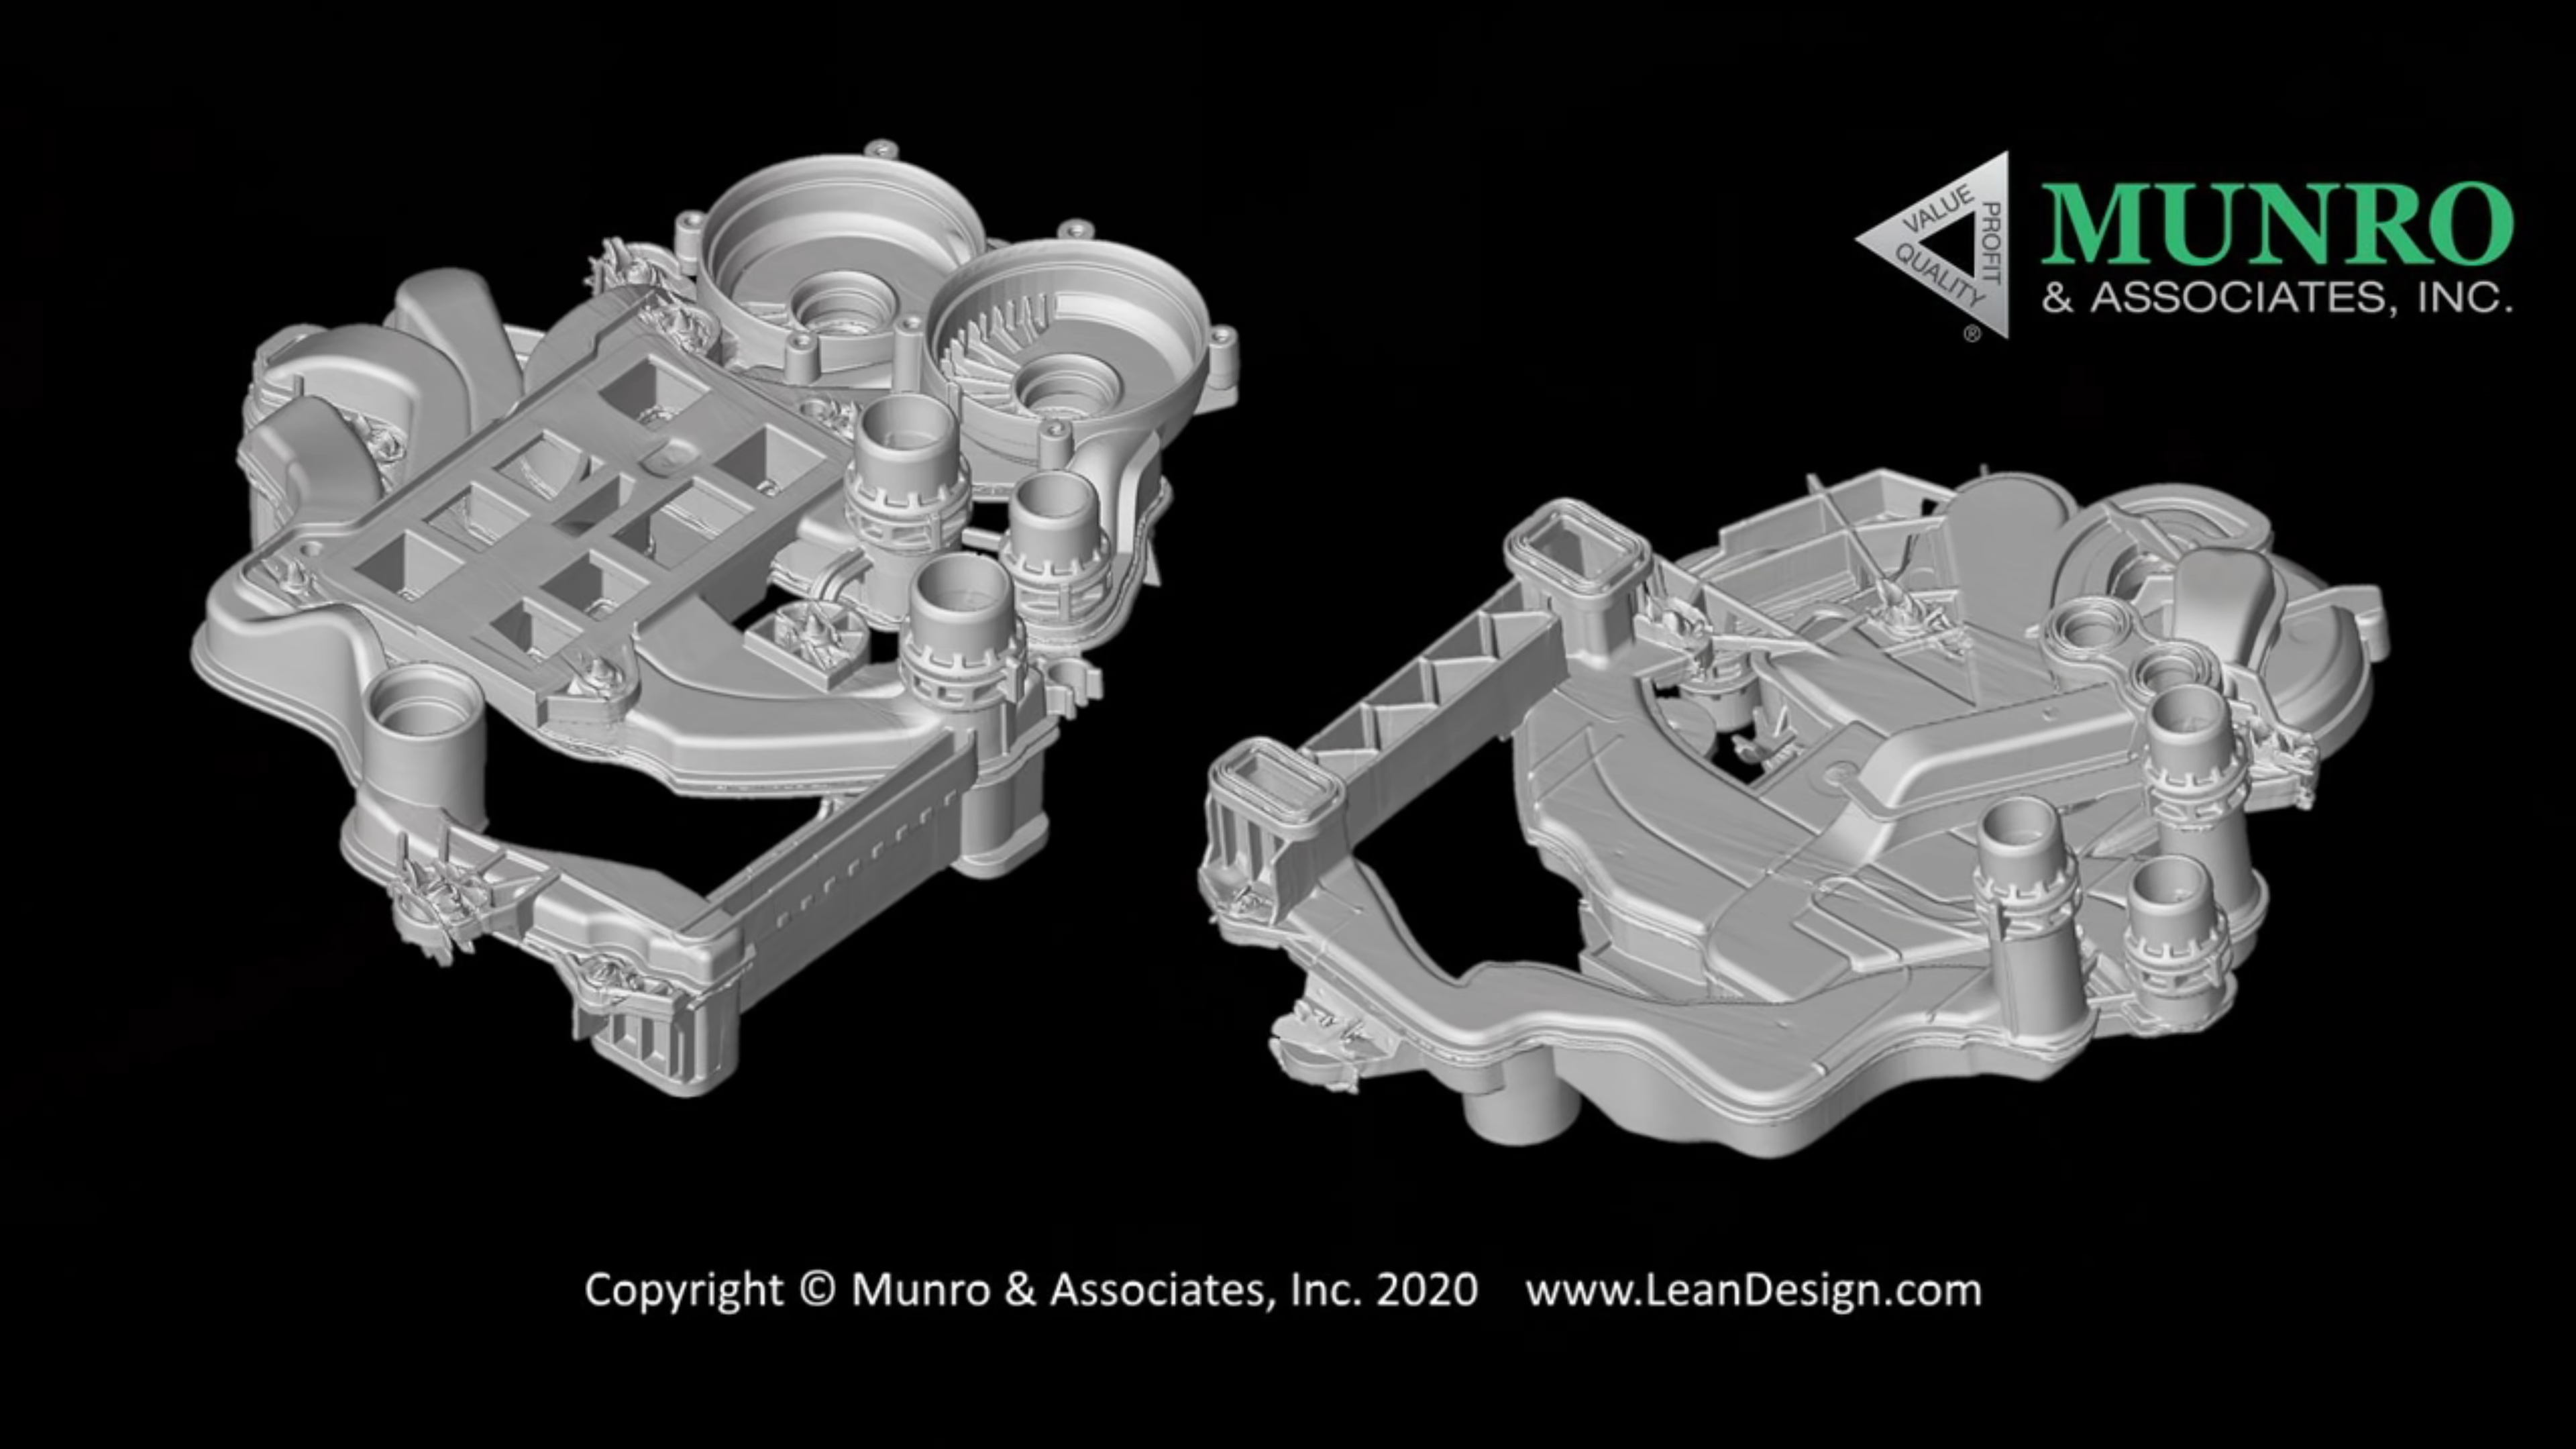 VALUE
PROFIT
QUALITY
®
MUNRO
& ASSOCIATES, INC.
Copyright © Munro & Associates, Inc. 2020 www.LeanDesign.com